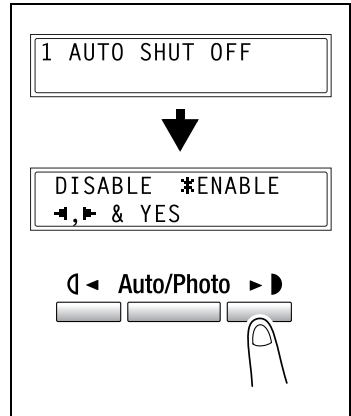 1 AUTO SHUT OFF
DISABLE *ENABLE
◄,► & YES
◄ Auto/Photo ►